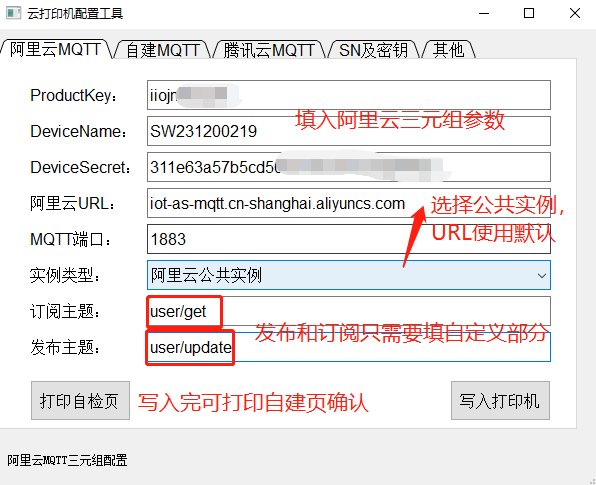 云打印机配置工具
阿里云MQTT 自建MQTT 腾讯云MQTT SN及密钥 其他
ProductKey: iiojn
DeviceName: SW231200219
填入阿里云三元组参数
DeviceSecret: 311e63a57b5cd50
阿里云URL: iot-as-mqtt.cn-shanghai.aliyuncs.com
选择公共实例，
URL使用默认
MQTT端口: 1883
实例类型: 阿里云公共实例
订阅主题: user/get
发布和订阅只需要填自定义部分
发布主题: user/update
打印自检页 写入完可打印自建页确认 写入打印机
阿里云MQTT三元组配置